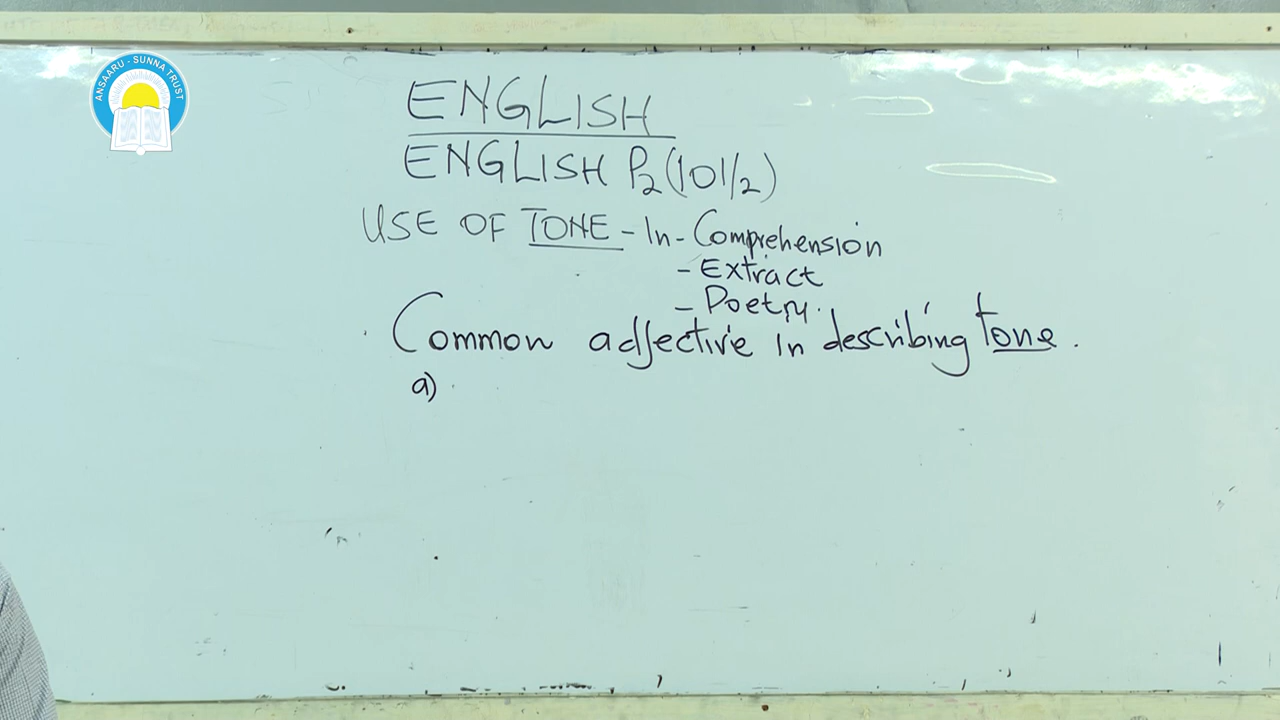 ANSAARU - SUNNA TRUST
ENGLISH
ENGLISH P2 (101/2)
USE OF TONE - In - Comprehension
- Extract
- Poetry.
Common adjective in describing tone.
a)